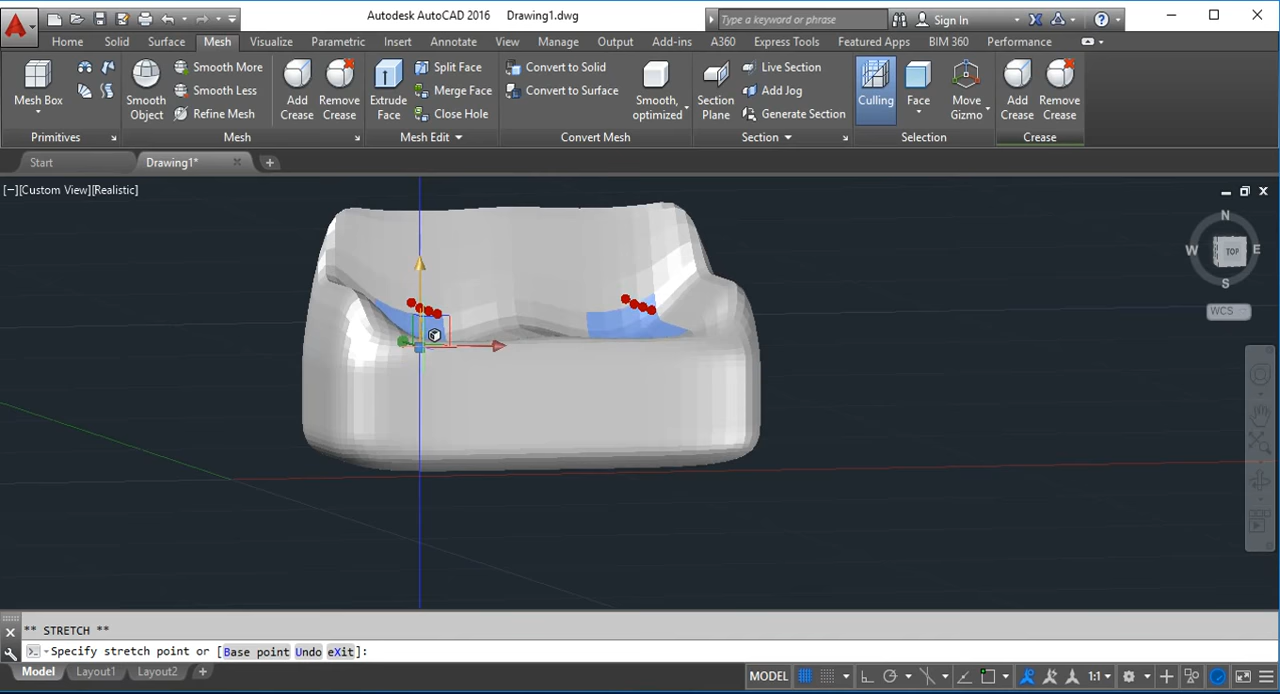 Autodesk AutoCAD 2016 Drawing1.dwg
Type a keyword or phrase
Sign In
Home Solid Surface Mesh Visualize Parametric Insert Annotate View Manage Output Add-ins A360 Express Tools Featured Apps BIM 360 Performance
Mesh Box
Smooth Object
Smooth More
Smooth Less
Refine Mesh
Add Crease
Remove Crease
Extrude Face
Split Face
Merge Face
Close Hole
Convert to Solid
Convert to Surface
Smooth, optimized
Section Plane
Live Section
Add Jog
Generate Section
Culling
Face
Move Gizmo
Add Crease
Remove Crease
Primitives Mesh Mesh Edit Convert Mesh Section Selection Crease
Start Drawing1*
[−][Custom View][Realistic]
N
W TOP E
S
WCS
** STRETCH **
Specify stretch point or [Base point Undo eXit]:
Model Layout1 Layout2
MODEL 1:1